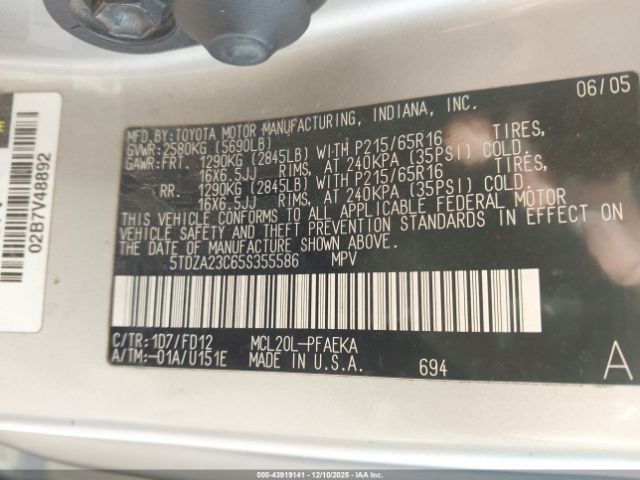 MFD.BY:TOYOTA MOTOR MANUFACTURING, INDIANA, INC. 06/05
GVWR:2580KG (5690LB)
GAWR:FRT. 1290KG (2845LB) WITH P215/65R16 TIRES,
16X6.5JJ RIMS, AT 240KPA (35PSI) COLD.
RR. 1290KG (2845LB) WITH P215/65R16 TIRES,
16X6.5JJ RIMS, AT 240KPA (35PSI) COLD.
THIS VEHICLE CONFORMS TO ALL APPLICABLE FEDERAL MOTOR
VEHICLE SAFETY AND THEFT PREVENTION STANDARDS IN EFFECT ON
THE DATE OF MANUFACTURE SHOWN ABOVE.
5TDZA23C65S355586 MPV
C/TR:1D7/FD12 MCL20L-PFAEKA
A/TM:-01A/U151E MADE IN U.S.A. 694 A
02B7V48892
000-43919141 - 12/10/2025 - IAA Inc.